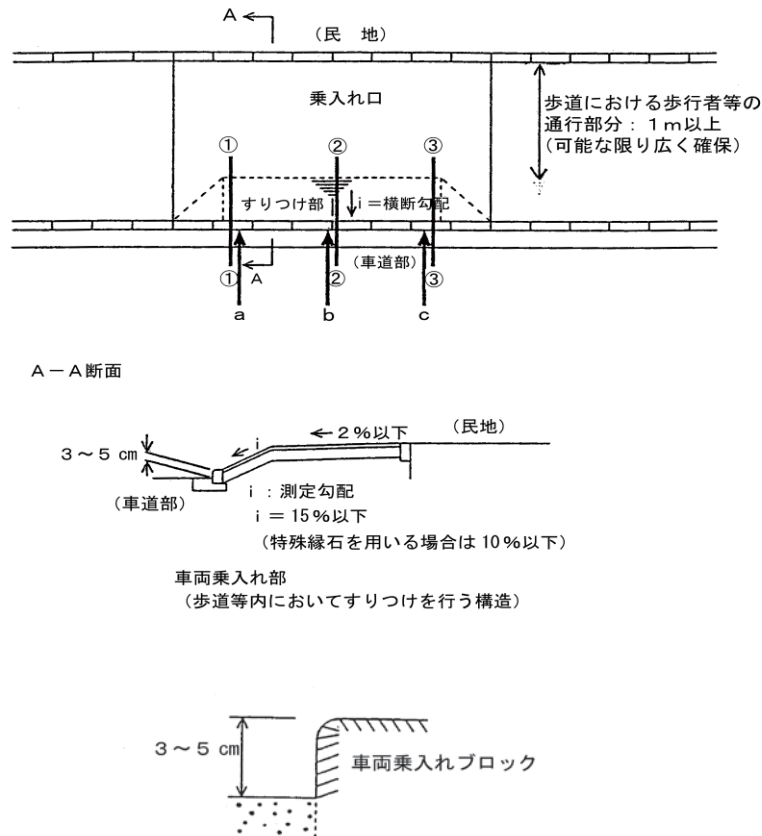 A
(民　地)
乗入れ口
歩道における歩行者等の
通行部分：１ｍ以上
(可能な限り広く確保)
①　②　③
すりつけ部　i＝横断勾配
(車道部)
①　A　②　③
a　b　c
A－A断面
(民地)
2％以下
i
3～5 cm
(車道部)
i ：測定勾配
i ＝ 15％以下
(特殊縁石を用いる場合は 10％以下)
車両乗入れ部
(歩道等内においてすりつけを行う構造)
3～5 cm
車両乗入れブロック